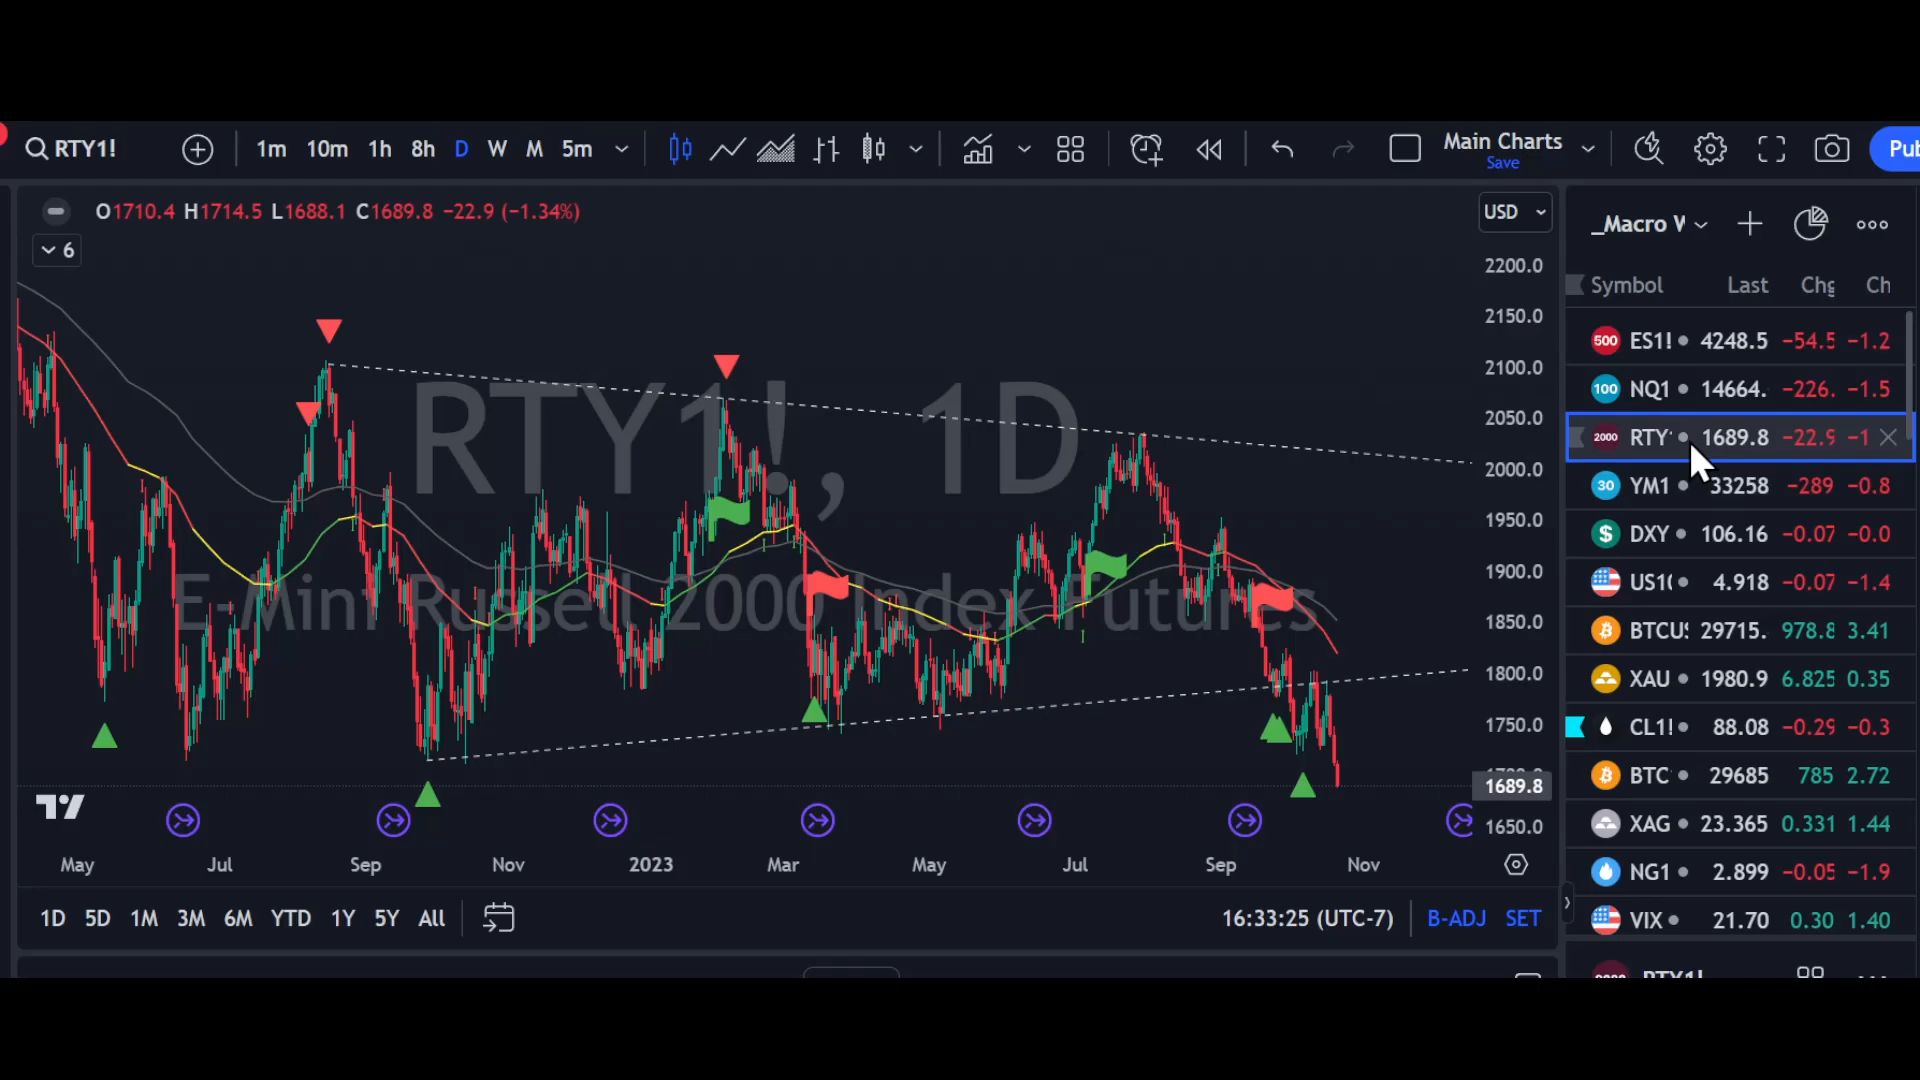 RTY1! 1m 10m 1h 8h D W M 5m Main Charts Save Pub
O1710.4 H1714.5 L1688.1 C1689.8 −22.9 (−1.34%) USD
6
_Macro W
Symbol Last Chg Ch
2200.0
2150.0
2100.0
2050.0
2000.0
1950.0
1900.0
1850.0
1800.0
1750.0
1689.8
1650.0
RTY1!, 1D
E-Mini Russell 2000 Index Futures
500 ES1! 4248.5 −54.5 −1.2
100 NQ1 14664. −226. −1.5
2000 RTY 1689.8 −22.9 −1
30 YM1 33258 −289 −0.8
$ DXY 106.16 −0.07 −0.0
US1 4.918 −0.07 −1.4
BTCUS 29715. 978.8 3.41
XAU 1980.9 6.825 0.35
CL1! 88.08 −0.29 −0.3
BTC 29685 785 2.72
XAG 23.365 0.331 1.44
NG1 2.899 −0.05 −1.9
VIX 21.70 0.30 1.40
May Jul Sep Nov 2023 Mar May Jul Sep Nov
1D 5D 1M 3M 6M YTD 1Y 5Y All 16:33:25 (UTC-7) B-ADJ SET
RTY1!